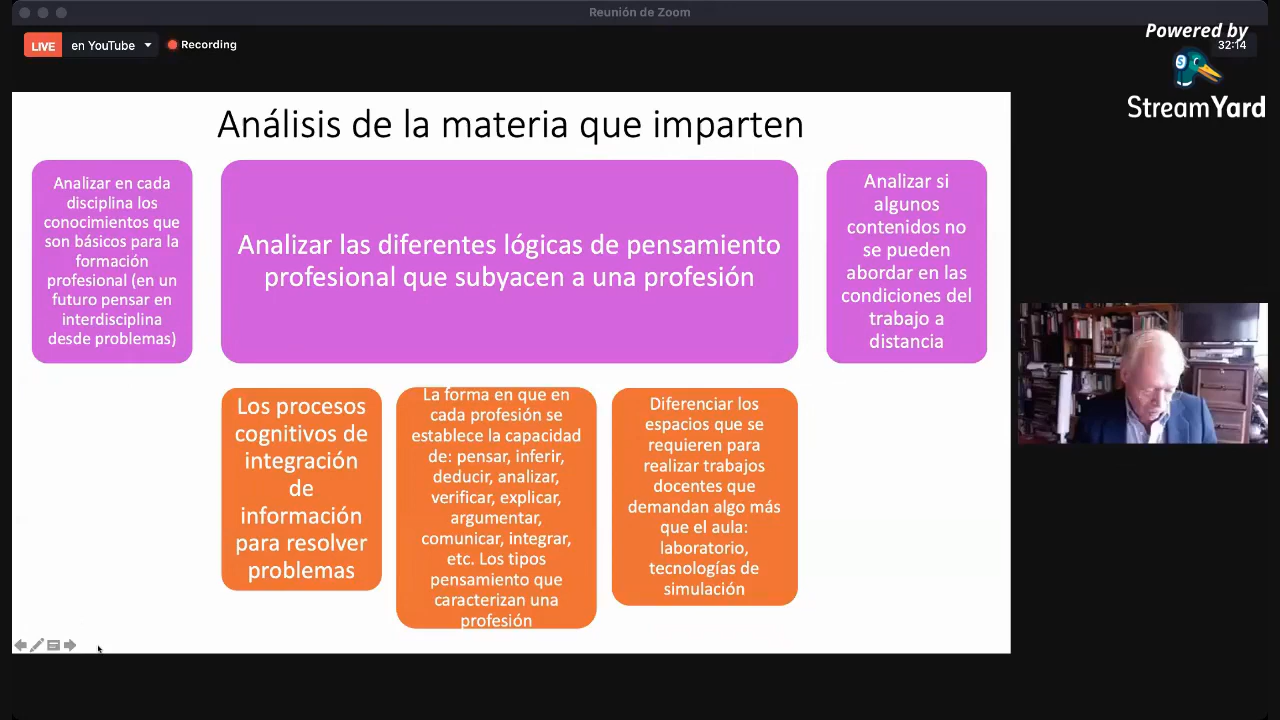 Reunión de Zoom
LIVE en YouTube Recording
Powered by
32:14
StreamYard
Análisis de la materia que imparten
Analizar en cada
disciplina los
conocimientos que
son básicos para la
formación
profesional (en un
futuro pensar en
interdisciplina
desde problemas)
Analizar las diferentes lógicas de pensamiento
profesional que subyacen a una profesión
Analizar si
algunos
contenidos no
se pueden
abordar en las
condiciones del
trabajo a
distancia
Los procesos
cognitivos de
integración
de
información
para resolver
problemas
La forma en que en
cada profesión se
establece la capacidad
de: pensar, inferir,
deducir, analizar,
verificar, explicar,
argumentar,
comunicar, integrar,
etc. Los tipos
pensamiento que
caracterizan una
profesión
Diferenciar los
espacios que se
requieren para
realizar trabajos
docentes que
demandan algo más
que el aula:
laboratorio,
tecnologías de
simulación